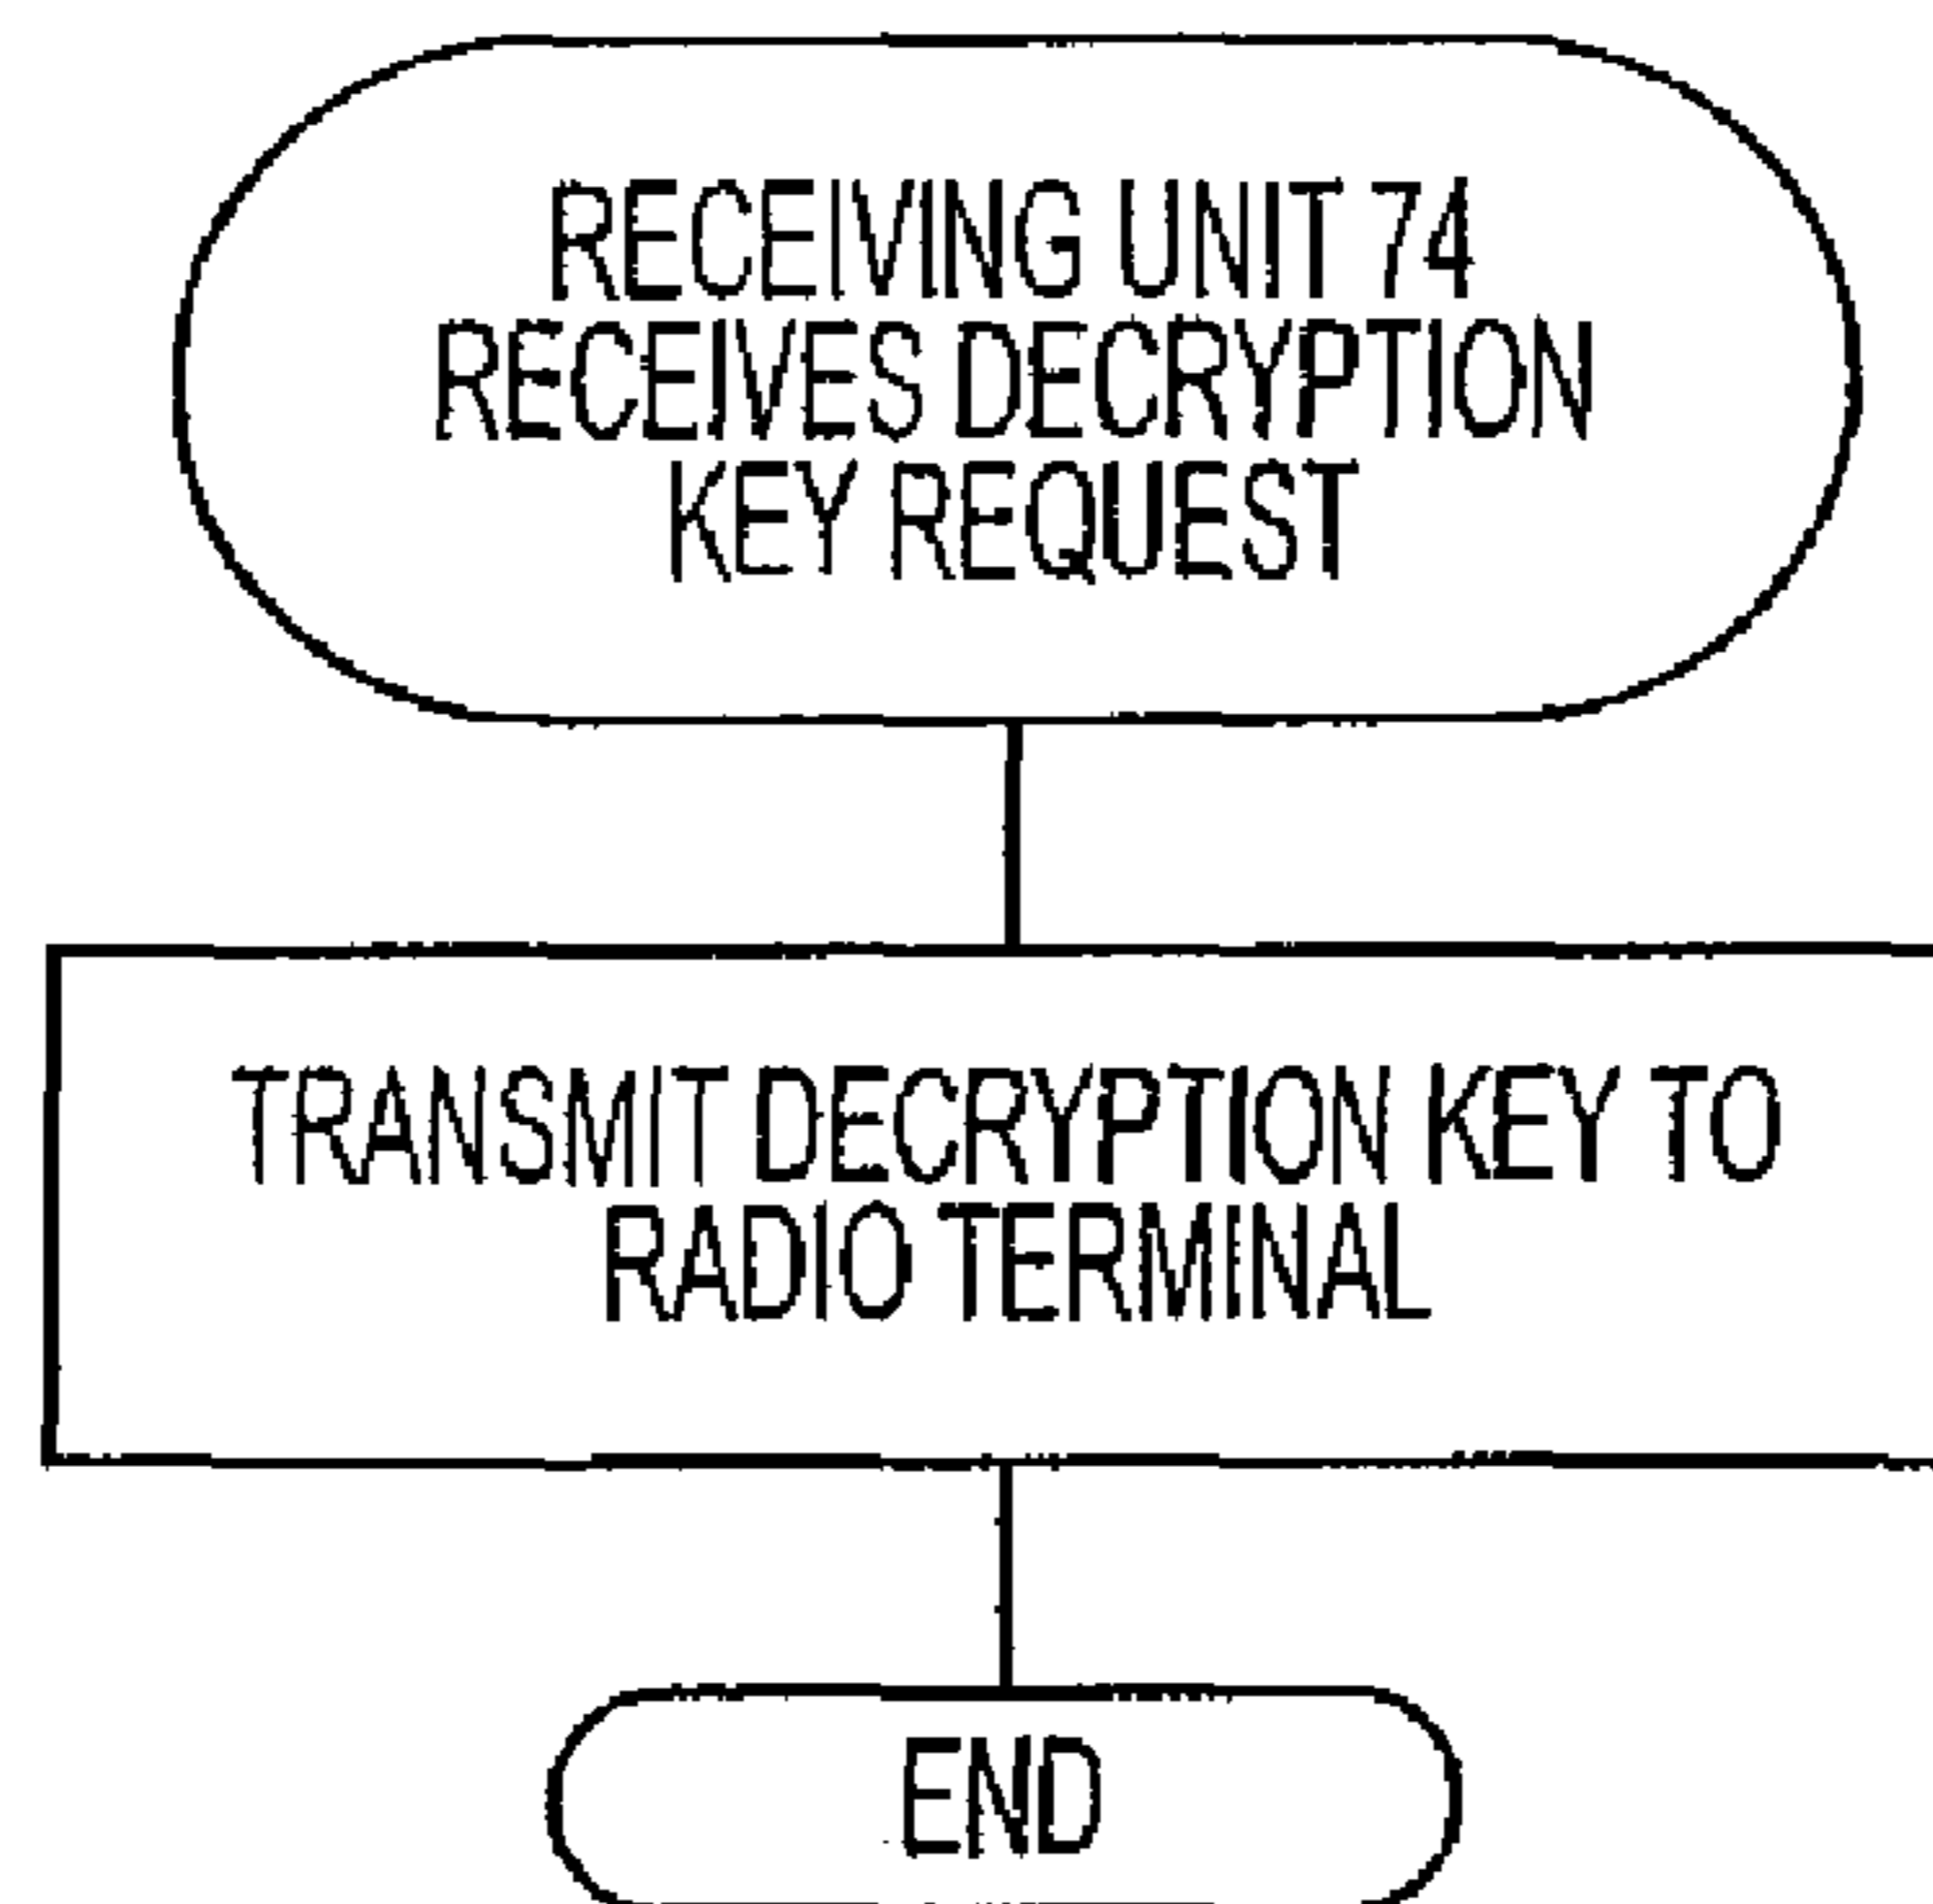 RECEIVING UNIT 74
RECEIVES DECRYPTION
KEY REQUEST
TRANSMIT DECRYPTION KEY TO
RADIO TERMINAL
END